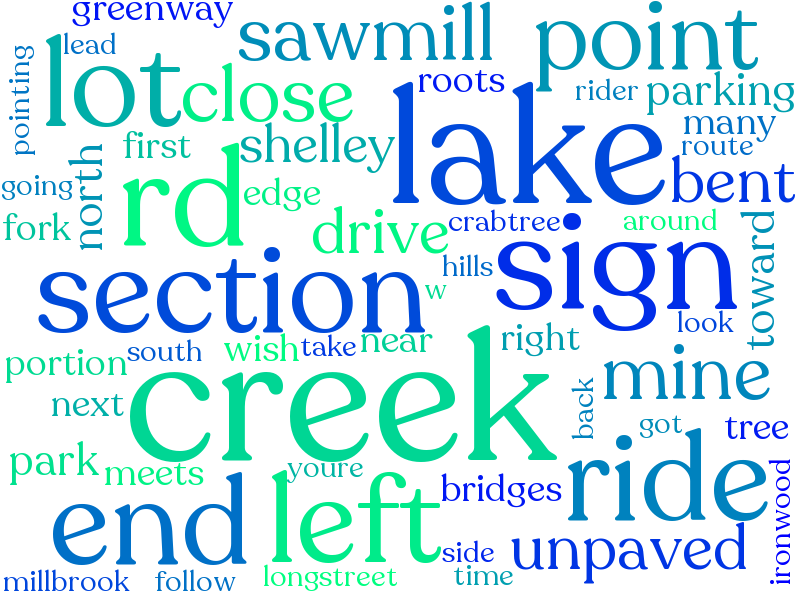 greenway
lead
sawmill
point
pointing
lot
close
roots
rider
parking
many
route
first
shelley
lake
bent
going
north
rd
edge
fork
drive
crabtree
around
toward
section
hills
w
sign
look
portion
south
wish
take
near
right
next
creek
mine
back
got
tree
park
meets
youre
bridges
ride
ironwood
end
left
side
unpaved
millbrook
follow
longstreet
time